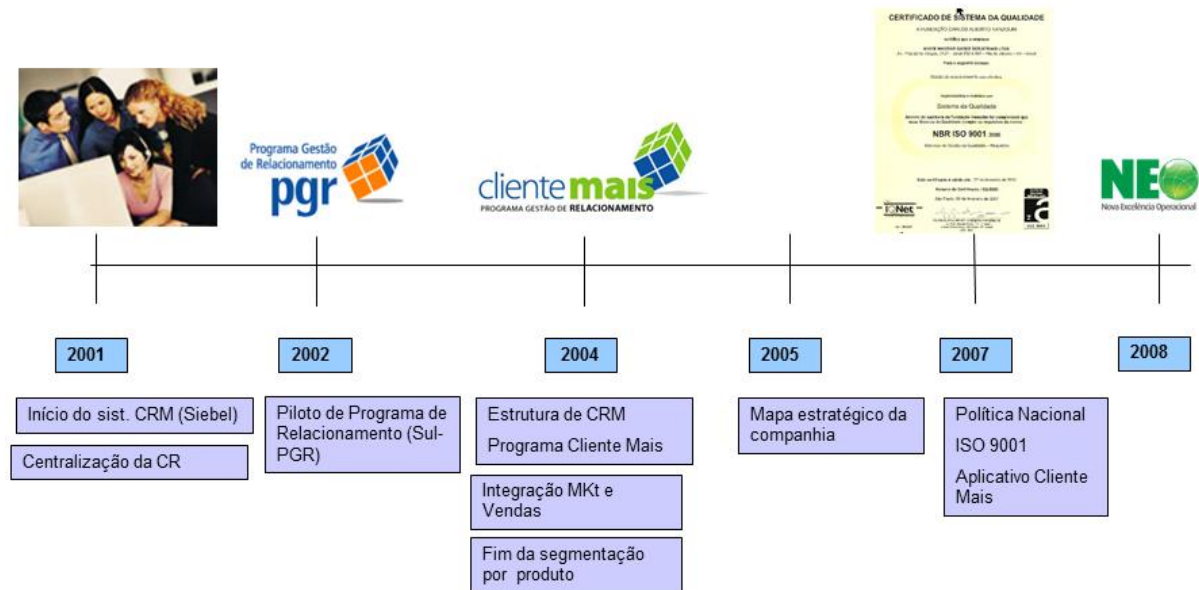 CERTIFICADO DE SISTEMA DA QUALIDADE
Sistema da Qualidade
NBR ISO 9001
IQNet
Programa Gestão
de Relacionamento
pgr
cliente mais
PROGRAMA GESTÃO DE RELACIONAMENTO
NEO
Nova Excelência Operacional
2001
2002
2004
2005
2007
2008
Início do sist. CRM (Siebel)
Centralização da CR
Piloto de Programa de
Relacionamento (Sul-
PGR)
Estrutura de CRM
Programa Cliente Mais
Integração MKt e
Vendas
Fim da segmentação
por produto
Mapa estratégico da
companhia
Política Nacional
ISO 9001
Aplicativo Cliente
Mais